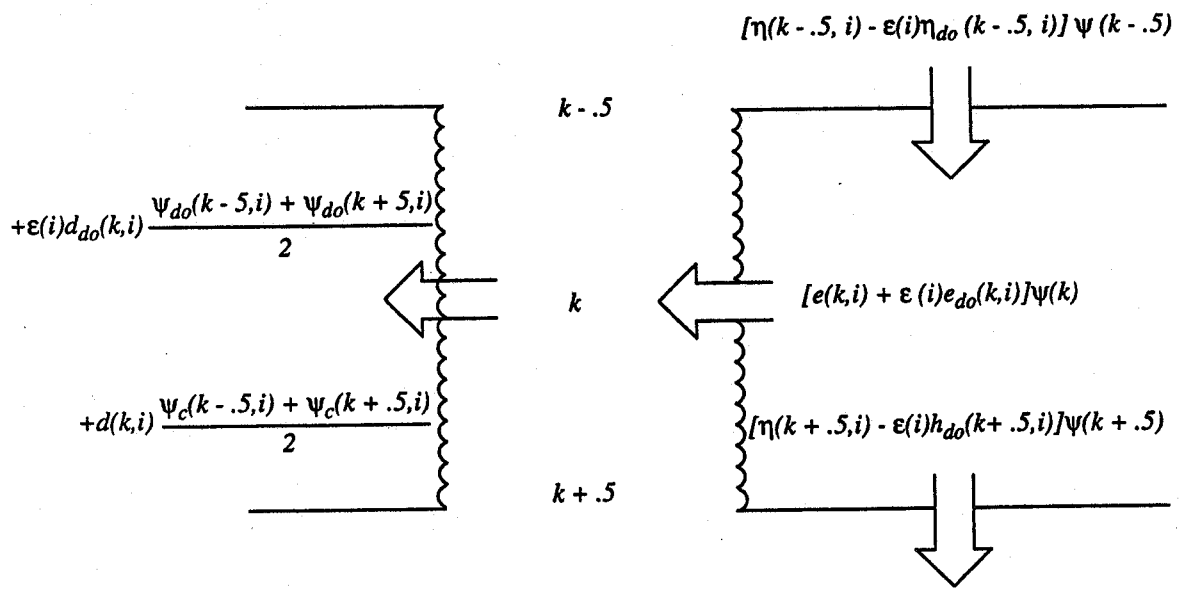 [η(k - .5, i) - ε(i)η_do (k - .5, i)] ψ (k - .5)
k - .5
+ε(i)d_do(k,i) ψ_do(k - 5,i) + ψ_do(k + 5,i) / 2
k
[e(k,i) + ε (i)e_do(k,i)]ψ(k)
+d(k,i) ψ_c(k - .5,i) + ψ_c(k + .5,i) / 2
[η(k + .5,i) - ε(i)h_do(k+ .5,i)]ψ(k + .5)
k + .5